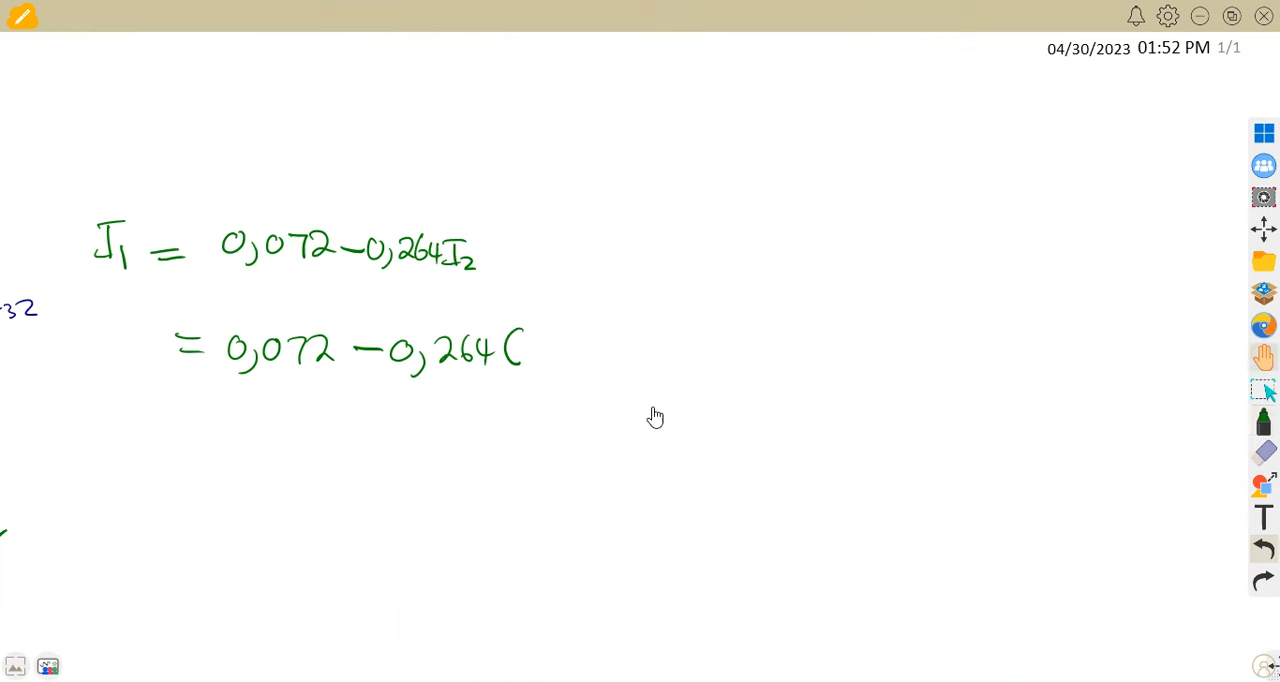 04/30/2023 01:52 PM 1/1
I₁ = 0,072 - 0,264I₂
32
= 0,072 - 0,264 (
T